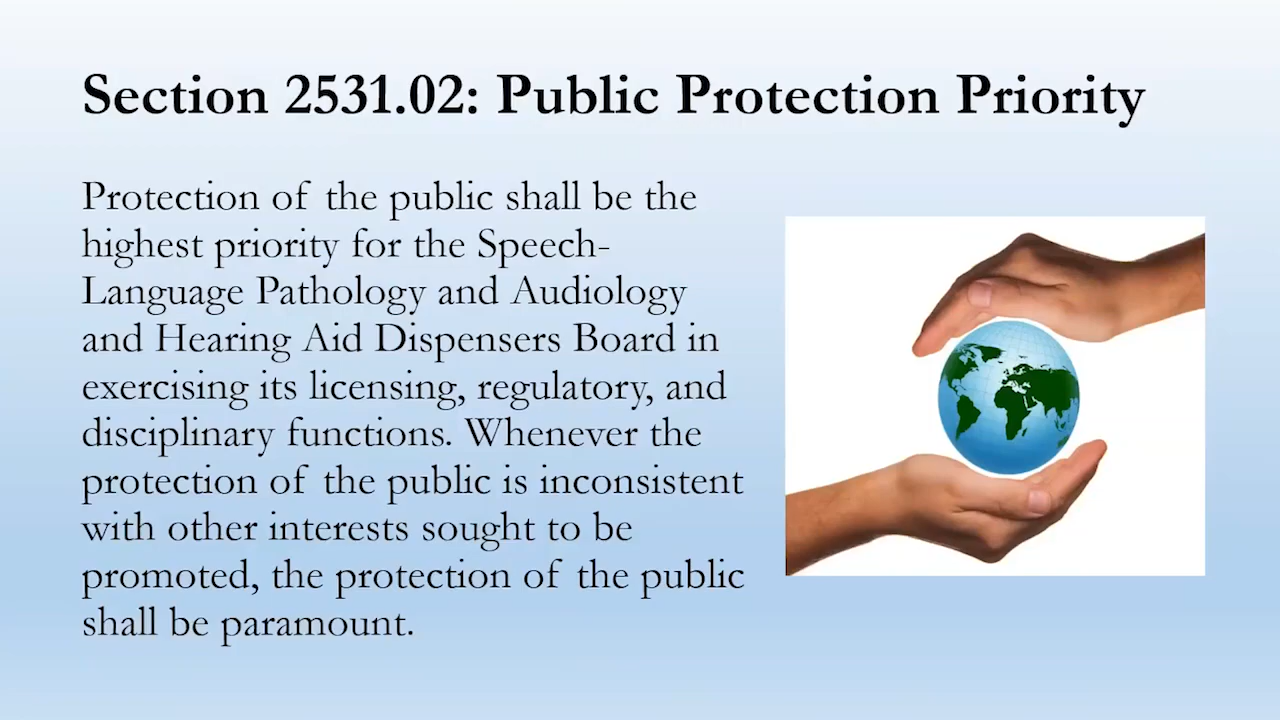 Section 2531.02: Public Protection Priority
Protection of the public shall be the
highest priority for the Speech-
Language Pathology and Audiology
and Hearing Aid Dispensers Board in
exercising its licensing, regulatory, and
disciplinary functions. Whenever the
protection of the public is inconsistent
with other interests sought to be
promoted, the protection of the public
shall be paramount.